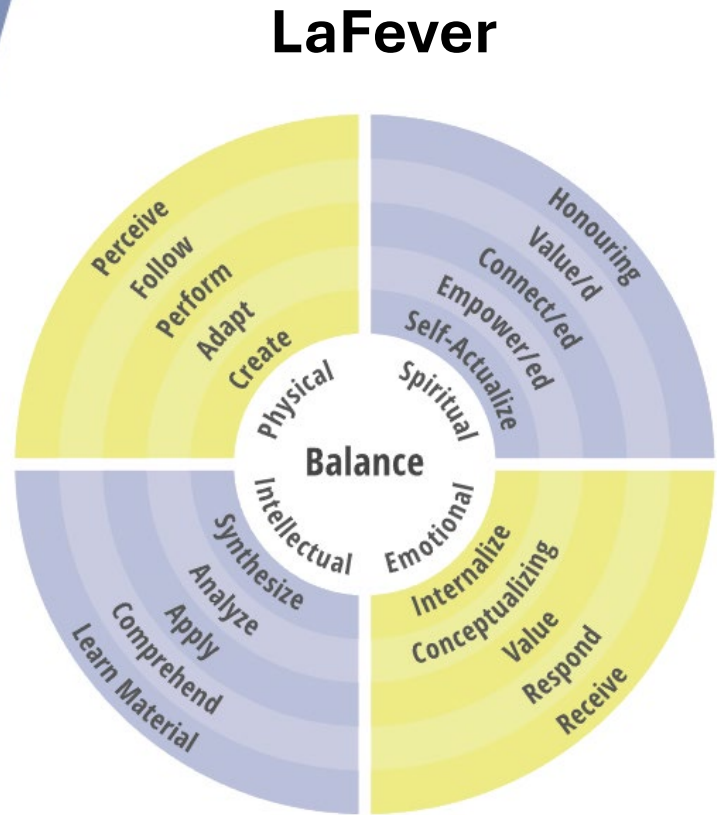 LaFever
Perceive
Follow
Perform
Adapt
Create
Physical
Honouring
Value/d
Connect/ed
Empower/ed
Self-Actualize
Spiritual
Balance
Intellectual
Synthesize
Analyze
Apply
Comprehend
Learn Material
Emotional
Internalize
Conceptualizing
Value
Respond
Receive